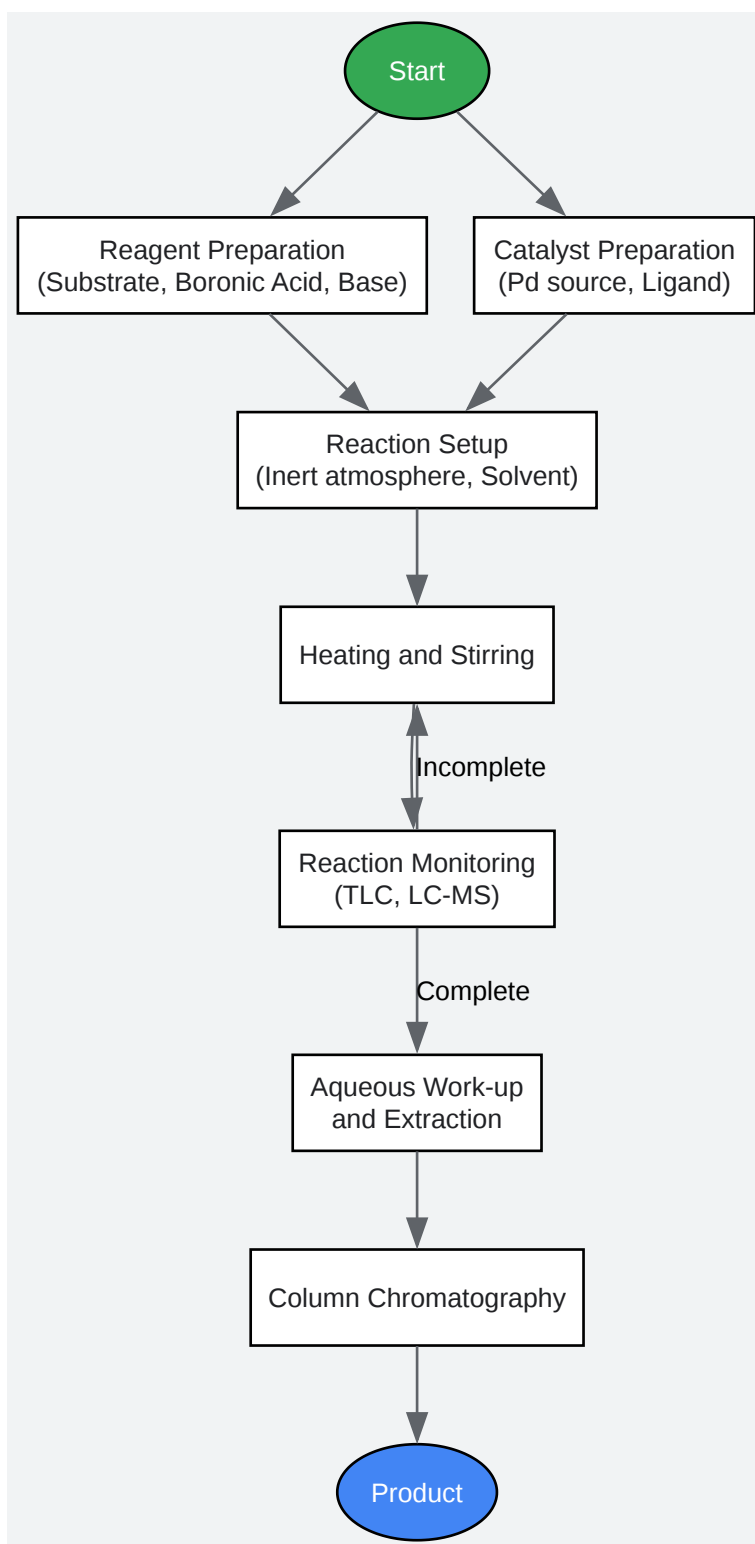 Start
Reagent Preparation
(Substrate, Boronic Acid, Base)
Catalyst Preparation
(Pd source, Ligand)
Reaction Setup
(Inert atmosphere, Solvent)
Heating and Stirring
Incomplete
Reaction Monitoring
(TLC, LC-MS)
Complete
Aqueous Work-up
and Extraction
Column Chromatography
Product